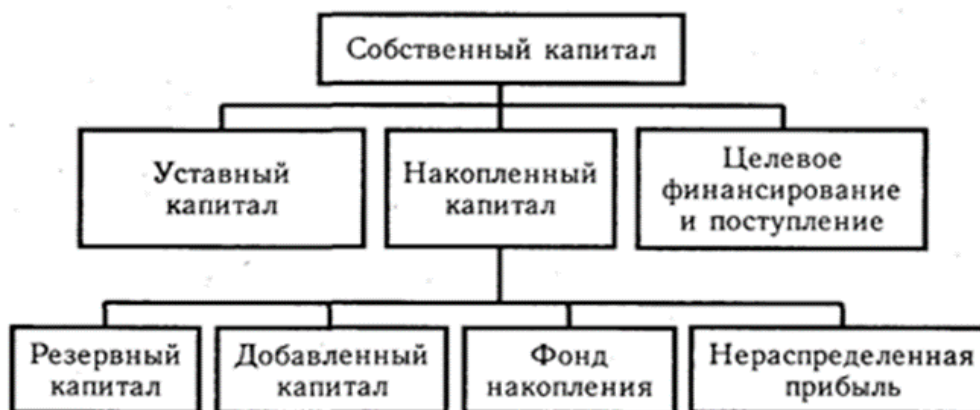 Собственный капитал
Уставный
капитал
Накопленный
капитал
Целевое
финансирование
и поступление
Резервный
капитал
Добавленный
капитал
Фонд
накопления
Нераспределенная
прибыль